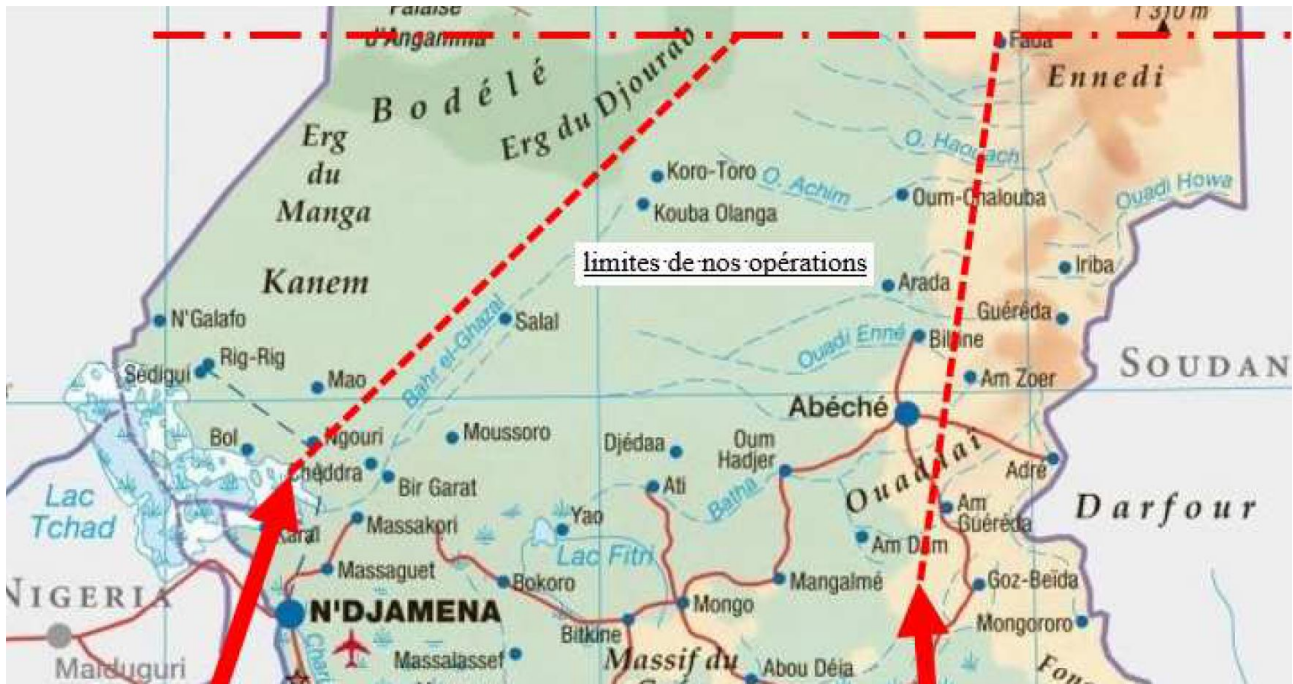 Falaise
d'Angamma
1 310 m
Fada
Ennedi
Bodélé
Erg du Djourab
Erg
du
Manga
O. Haouach
Koro-Toro
O. Achim
Kouba Olanga
Oum-Chalouba
Ouadi Howa
limites de nos opérations
Kanem
Arada
Iriba
N'Galafo
Salal
Guéréda
Bahr el-Ghazal
Ouadi Enné
Biltine
Rig-Rig
Sédigui
Mao
Am Zoer
SOUDAN
Abéché
Bol
Ngouri
Moussoro
Djédaa
Oum
Hadjer
Ouaddaï
Adré
Cheddra
Bir Garat
Ati
Batha
Am
Guéréda
Darfour
Lac
Tchad
Karal
Massakori
Yao
Lac Fitri
Am Dam
Massaguet
Bokoro
Mangalmé
Goz-Beïda
NIGERIA
N'DJAMENA
Mongo
Bitkine
Mongororo
Maiduguri
Chari
Massalassef
Massif du
Abou Déia